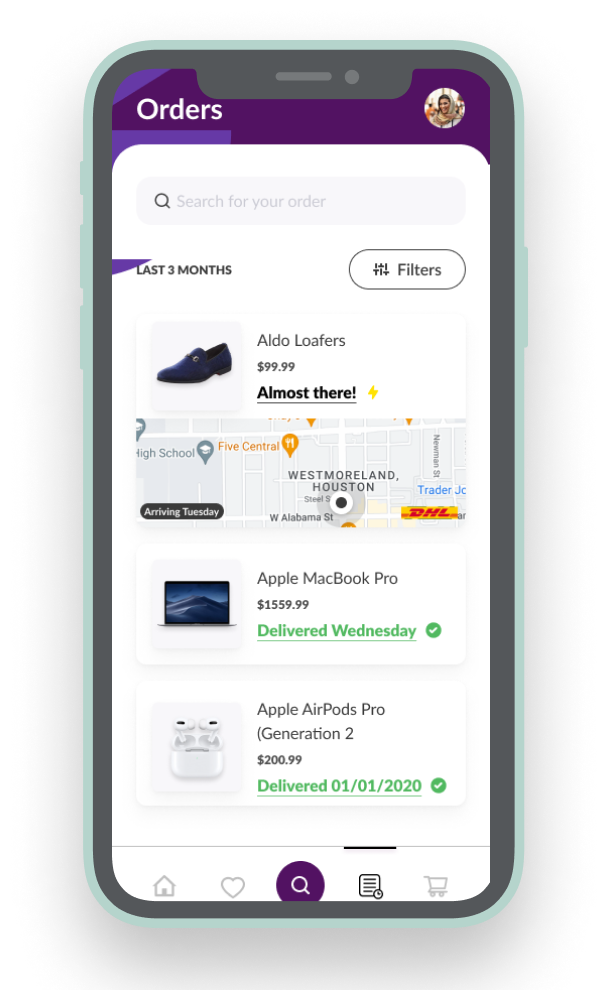 Orders
Search for your order
LAST 3 MONTHS
Filters
Aldo Loafers
$99.99
Almost there!
High School
Five Central
Newman St
WESTMORELAND,
HOUSTON
Steel S
Trader Jo
Arriving Tuesday
W Alabama St
DHL
Apple MacBook Pro
$1559.99
Delivered Wednesday
Apple AirPods Pro
(Generation 2
$200.99
Delivered 01/01/2020